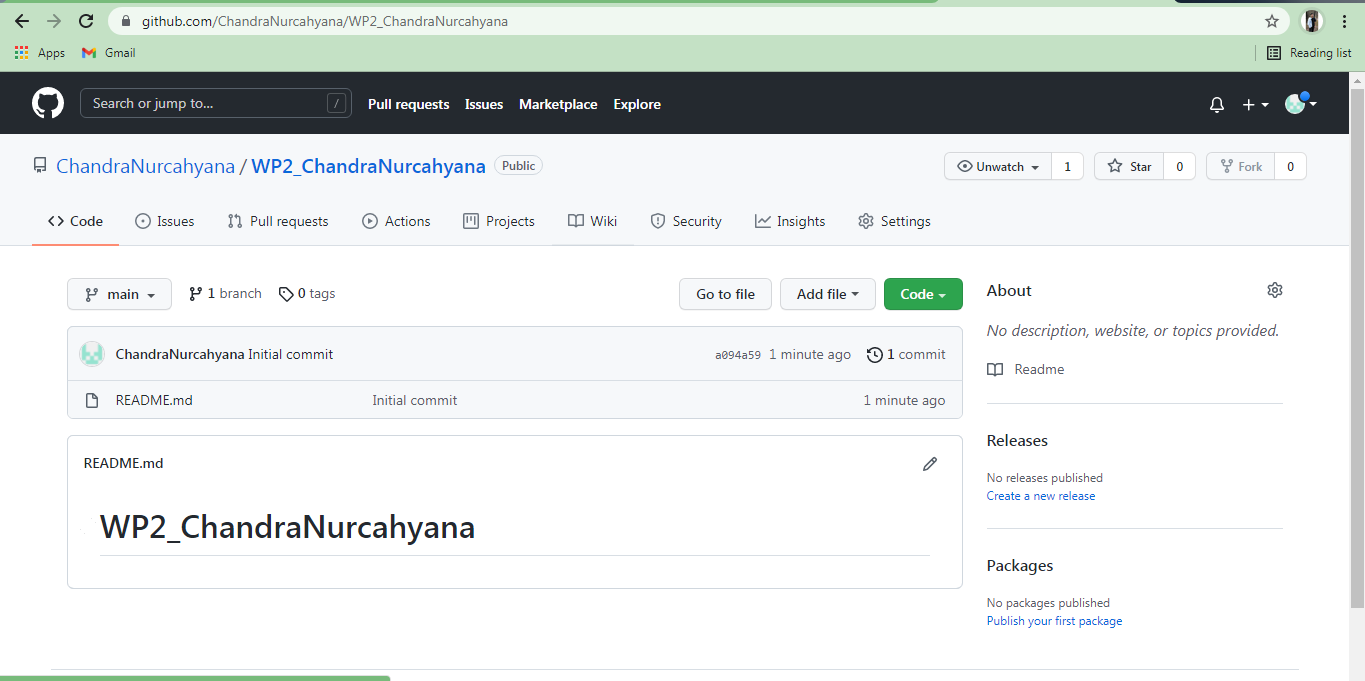 github.com/ChandraNurcahyana/WP2_ChandraNurcahyana
Apps Gmail Reading list
Search or jump to... / Pull requests Issues Marketplace Explore
ChandraNurcahyana / WP2_ChandraNurcahyana Public Unwatch 1 Star 0 Fork 0
Code Issues Pull requests Actions Projects Wiki Security Insights Settings
main 1 branch 0 tags Go to file Add file Code
ChandraNurcahyana Initial commit a094a59 1 minute ago 1 commit
README.md Initial commit 1 minute ago
README.md
WP2_ChandraNurcahyana
About
No description, website, or topics provided.
Readme
Releases
No releases published
Create a new release
Packages
No packages published
Publish your first package